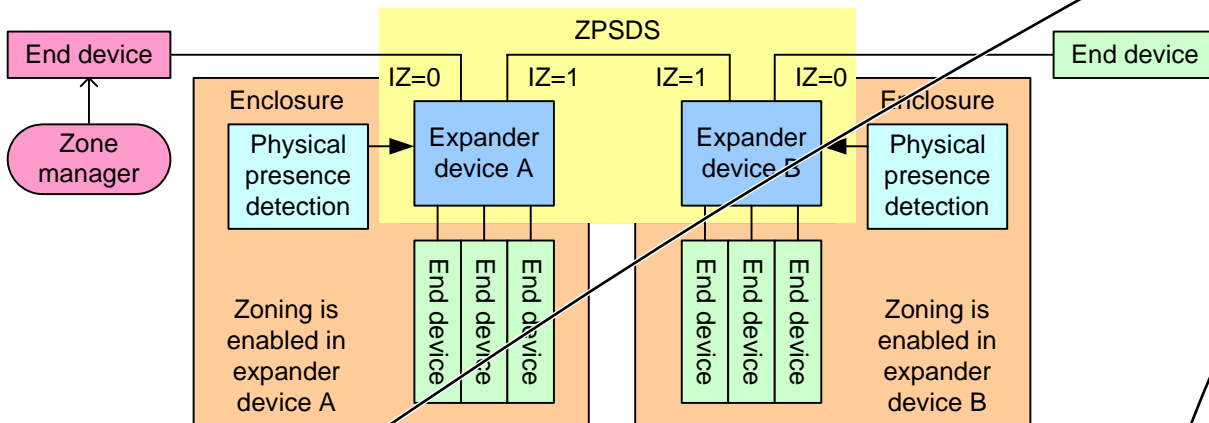 ZPSDS
End device
End device
IZ=0
IZ=1
IZ=1
IZ=0
Enclosure
Enclosure
Zone
manager
Physical
presence
detection
Expander
device A
Expander
device B
Physical
presence
detection
End device
End device
End device
End device
End device
End device
Zoning is
enabled in
expander
device A
Zoning is
enabled in
expander
device B